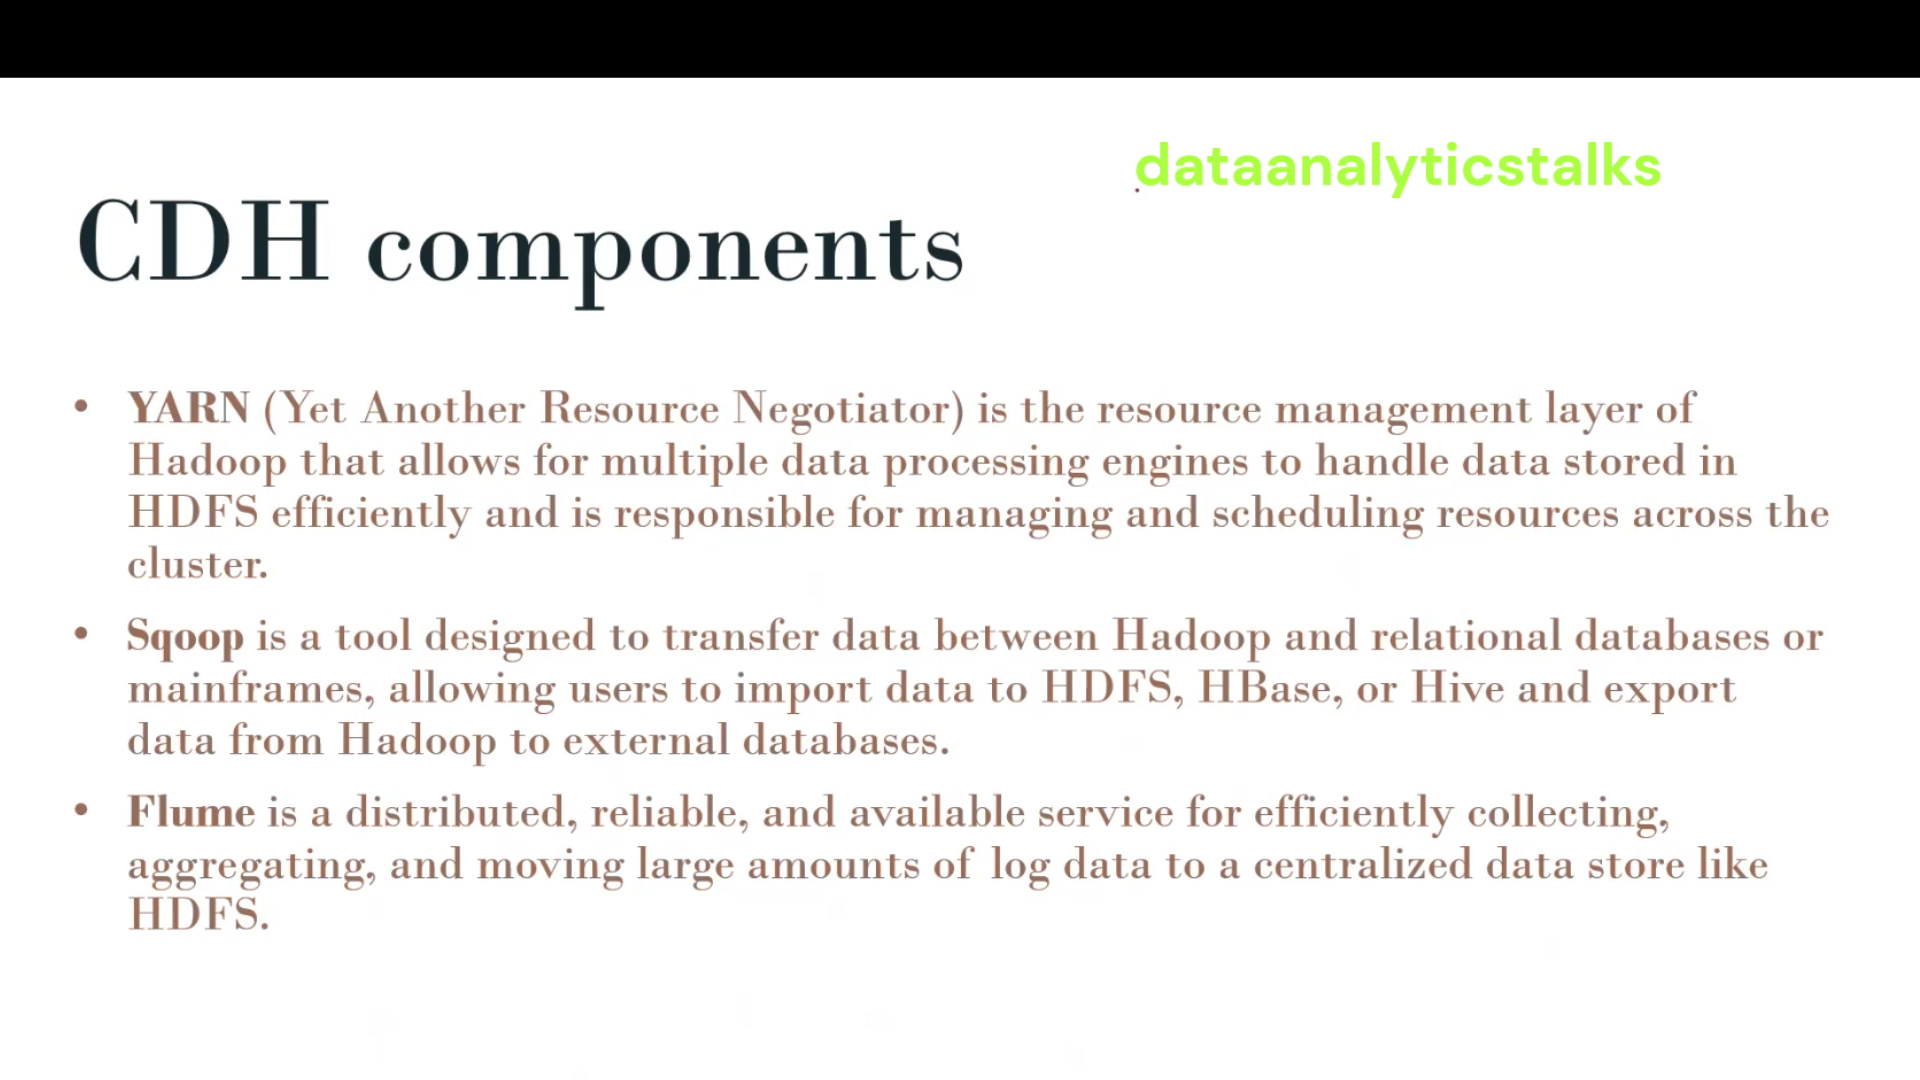 dataanalyticstalks
CDH components
• YARN (Yet Another Resource Negotiator) is the resource management layer of
Hadoop that allows for multiple data processing engines to handle data stored in
HDFS efficiently and is responsible for managing and scheduling resources across the
cluster.
• Sqoop is a tool designed to transfer data between Hadoop and relational databases or
mainframes, allowing users to import data to HDFS, HBase, or Hive and export
data from Hadoop to external databases.
• Flume is a distributed, reliable, and available service for efficiently collecting,
aggregating, and moving large amounts of log data to a centralized data store like
HDFS.